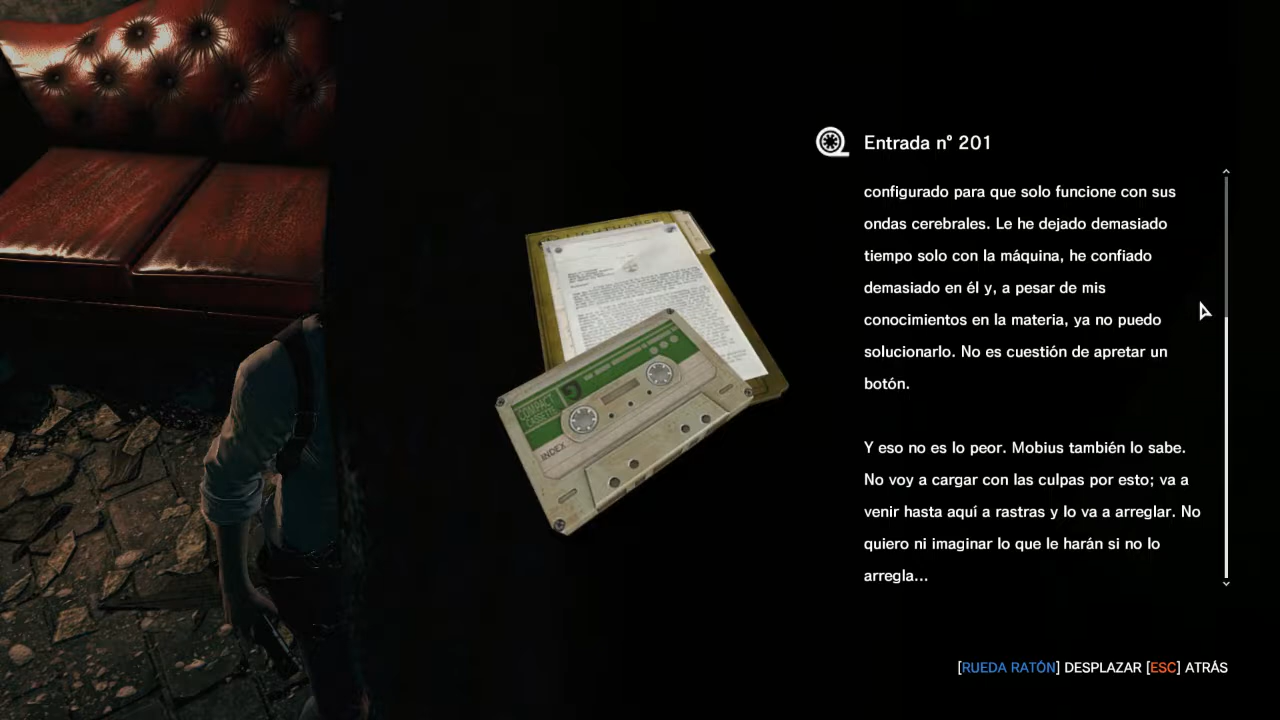 Entrada nº 201
configurado para que solo funcione con sus
ondas cerebrales. Le he dejado demasiado
tiempo solo con la máquina, he confiado
demasiado en él y, a pesar de mis
conocimientos en la materia, ya no puedo
solucionarlo. No es cuestión de apretar un
botón.
Y eso no es lo peor. Mobius también lo sabe.
No voy a cargar con las culpas por esto; va a
venir hasta aquí a rastras y lo va a arreglar. No
quiero ni imaginar lo que le harán si no lo
arregla...
COMPACT
CASSETTE
INDEX
[RUEDA RATÓN] DESPLAZAR [ESC] ATRÁS